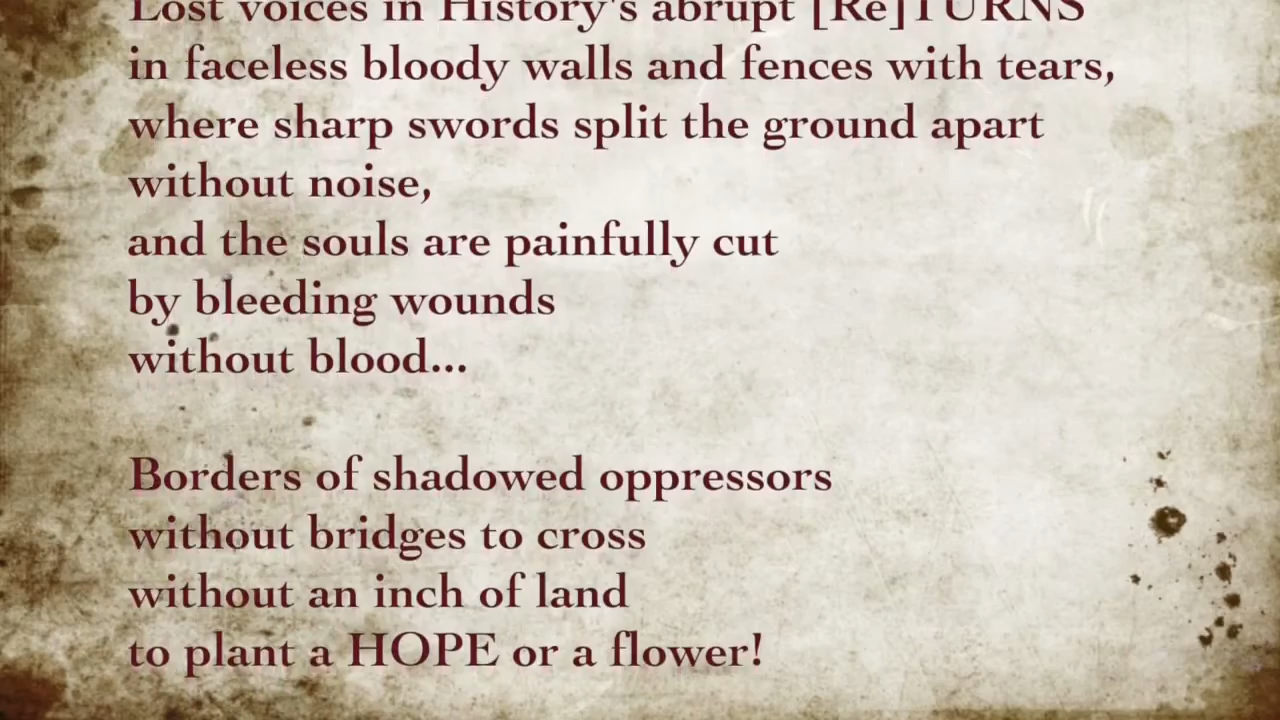 Lost voices in History's abrupt [Re]TURNS
in faceless bloody walls and fences with tears,
where sharp swords split the ground apart
without noise,
and the souls are painfully cut
by bleeding wounds
without blood...
Borders of shadowed oppressors
without bridges to cross
without an inch of land
to plant a HOPE or a flower!